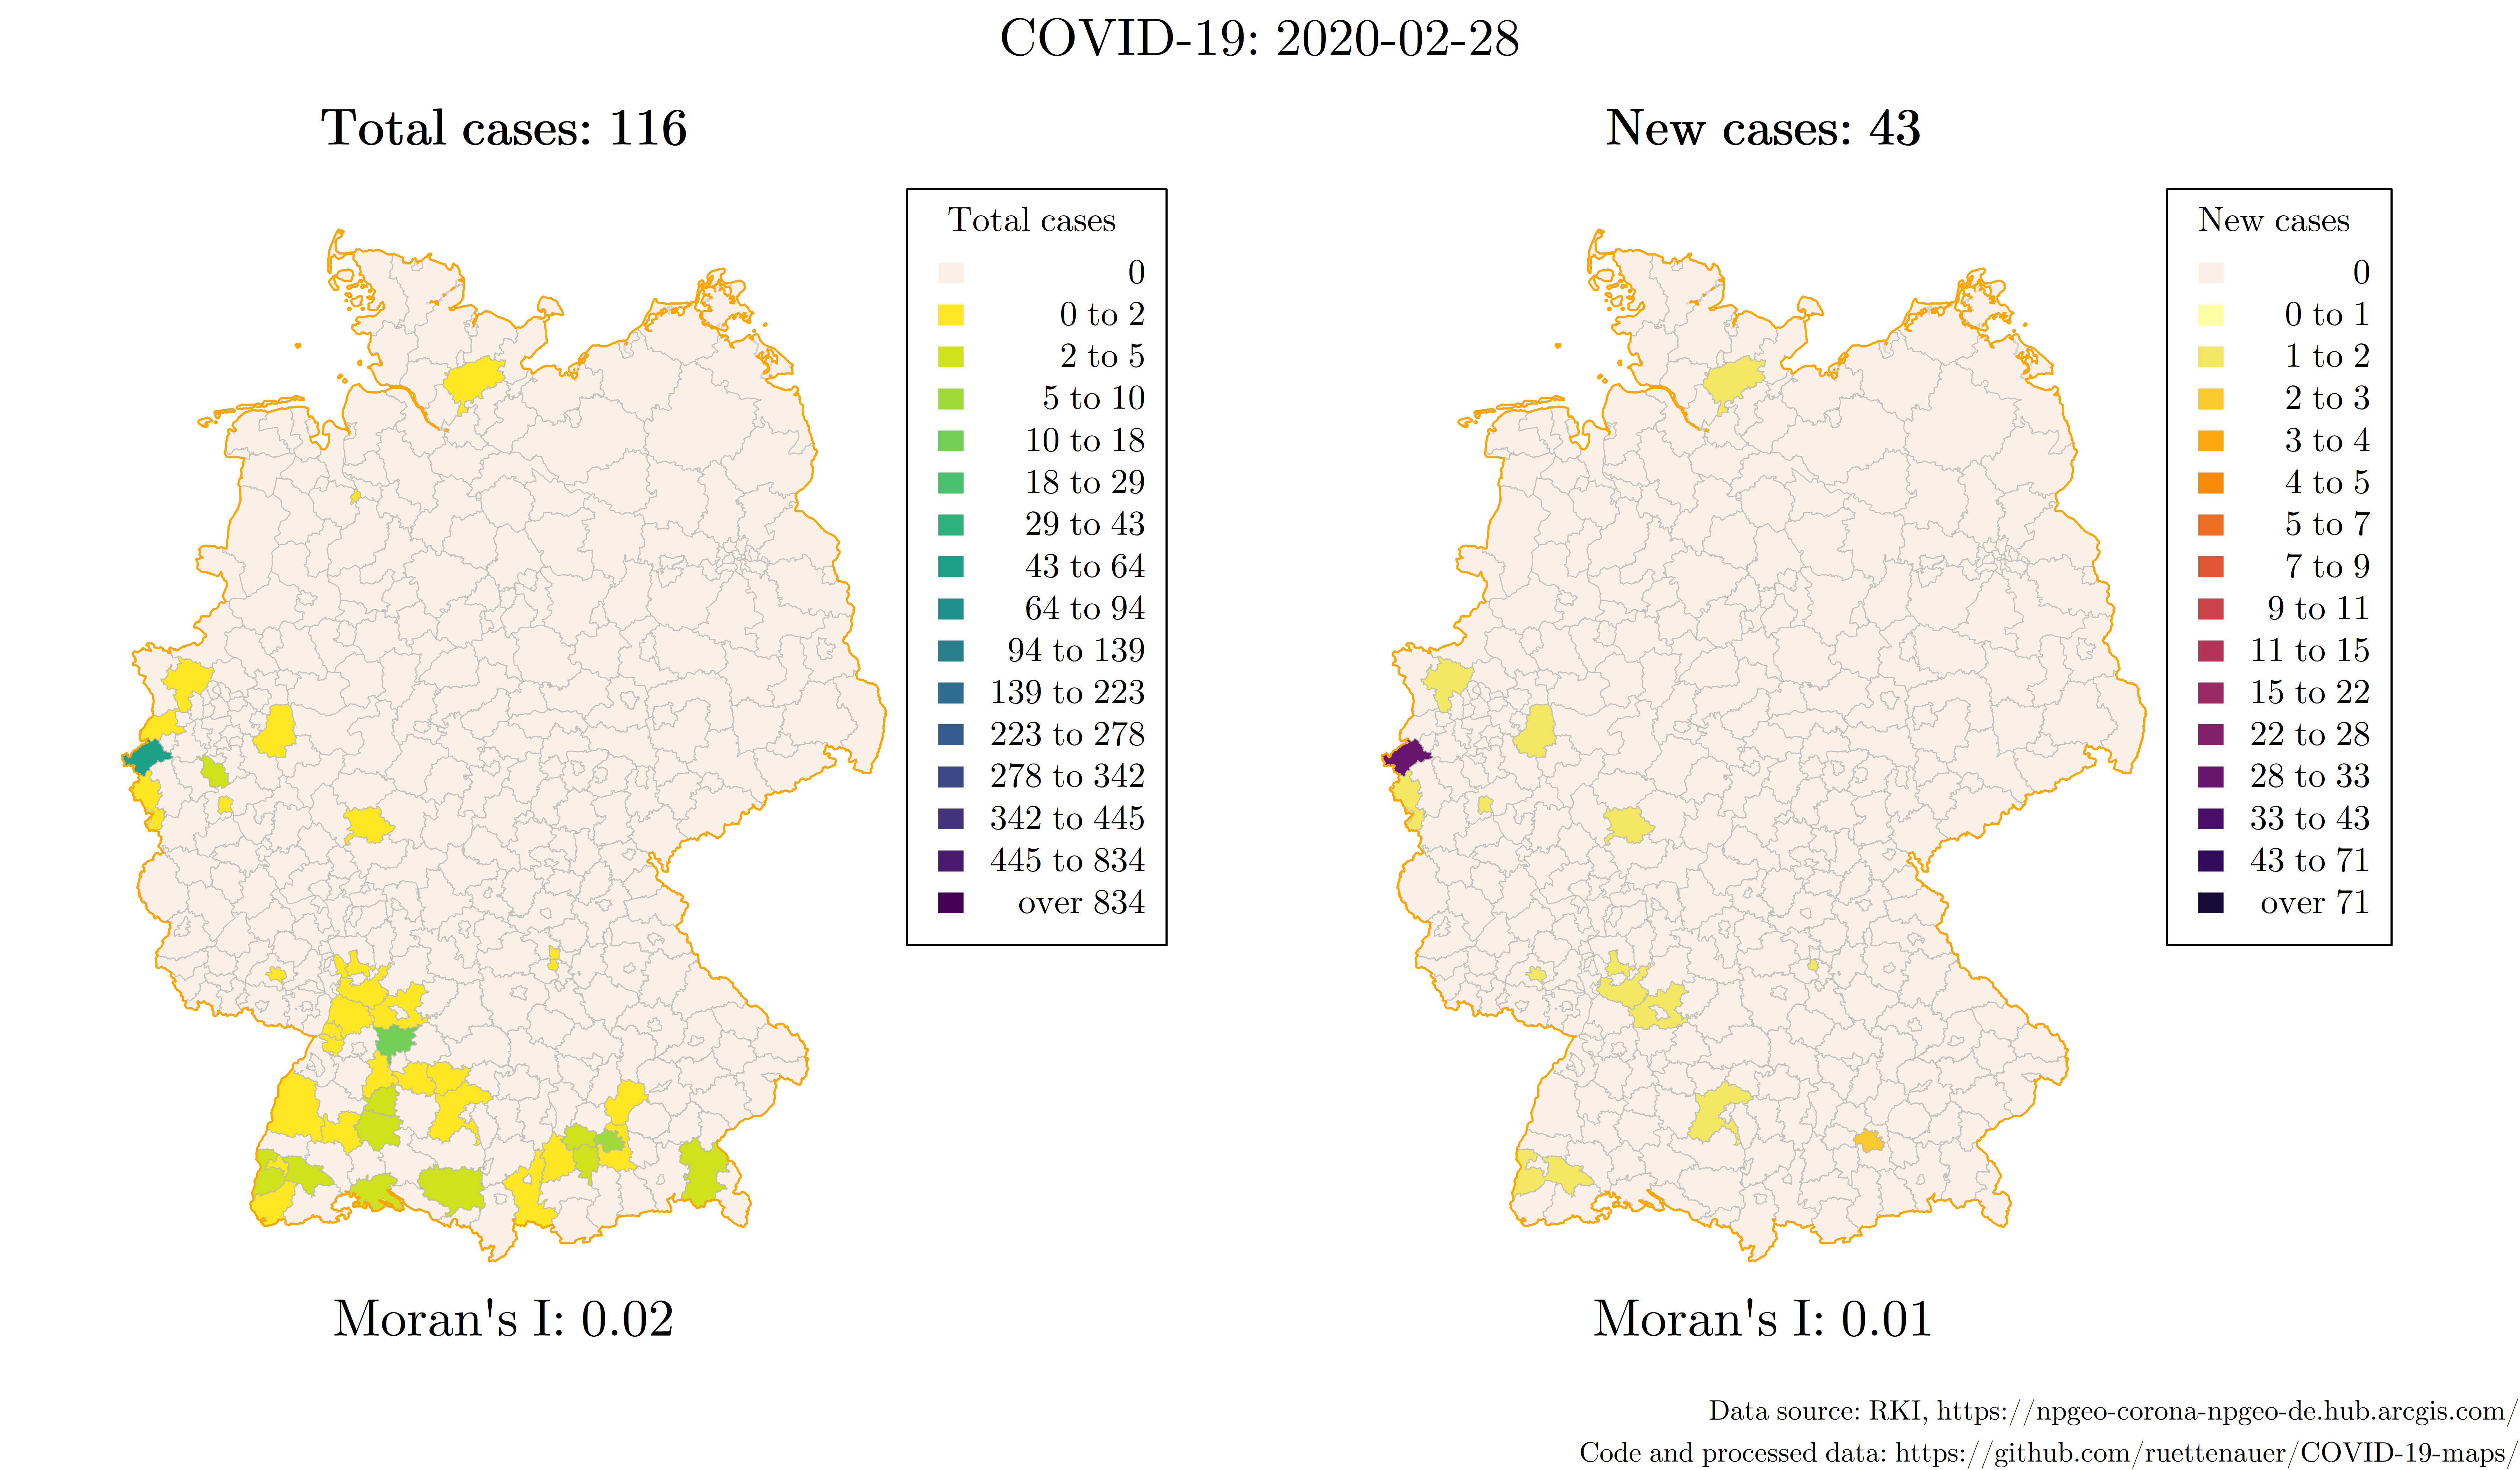 COVID-19: 2020-02-28
Total cases: 116
Total cases
0
0 to 2
2 to 5
5 to 10
10 to 18
18 to 29
29 to 43
43 to 64
64 to 94
94 to 139
139 to 223
223 to 278
278 to 342
342 to 445
445 to 834
over 834
Moran's I: 0.02
New cases: 43
New cases
0
0 to 1
1 to 2
2 to 3
3 to 4
4 to 5
5 to 7
7 to 9
9 to 11
11 to 15
15 to 22
22 to 28
28 to 33
33 to 43
43 to 71
over 71
Moran's I: 0.01
Data source: RKI, https://npgeo-corona-npgeo-de.hub.arcgis.com/
Code and processed data: https://github.com/ruettenauer/COVID-19-maps/